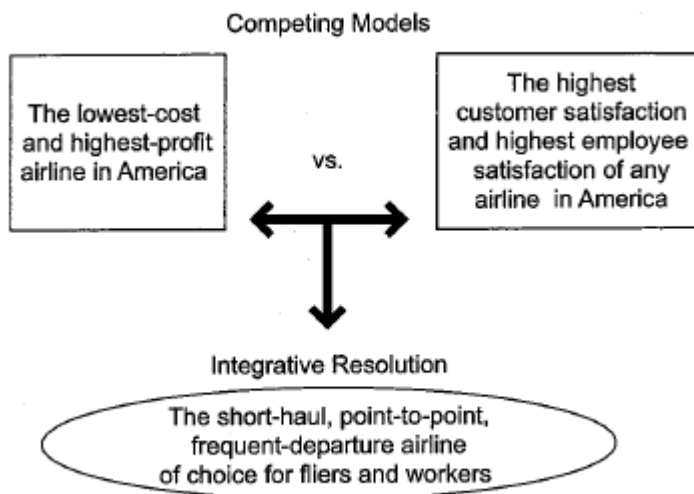 Competing Models
The lowest-cost
and highest-profit
airline in America
vs.
The highest
customer satisfaction
and highest employee
satisfaction of any
airline in America
Integrative Resolution
The short-haul, point-to-point,
frequent-departure airline
of choice for fliers and workers